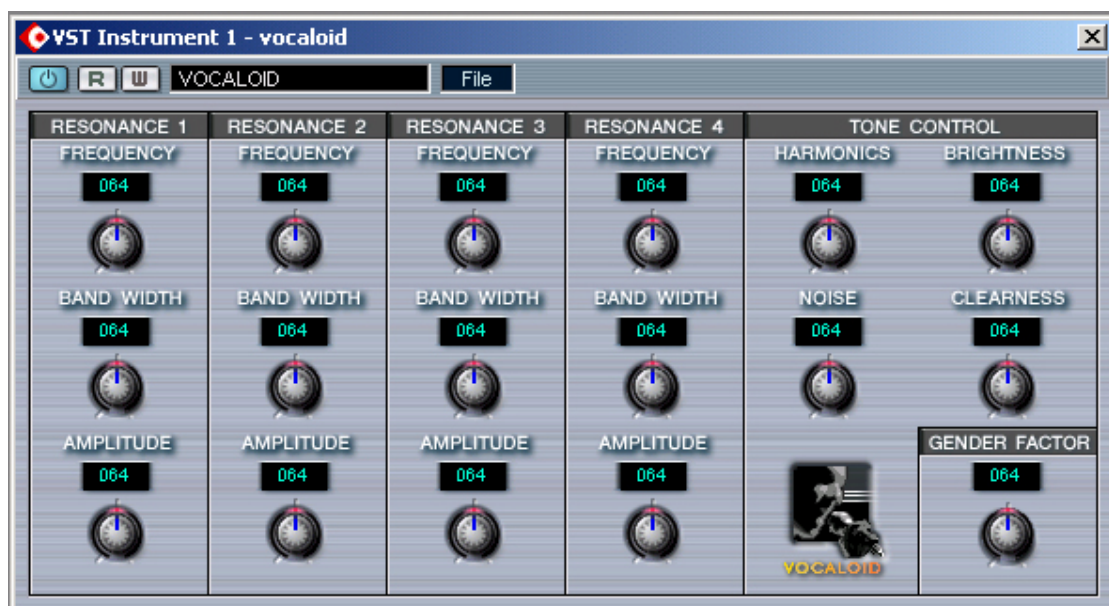 VST Instrument 1 - vocaloid
R W VOCALOID File
RESONANCE 1 RESONANCE 2 RESONANCE 3 RESONANCE 4 TONE CONTROL
FREQUENCY FREQUENCY FREQUENCY FREQUENCY HARMONICS BRIGHTNESS
064 064 064 064 064 064
BAND WIDTH BAND WIDTH BAND WIDTH BAND WIDTH NOISE CLEARNESS
064 064 064 064 064 064
AMPLITUDE AMPLITUDE AMPLITUDE AMPLITUDE GENDER FACTOR
064 064 064 064 064
VOCALOID